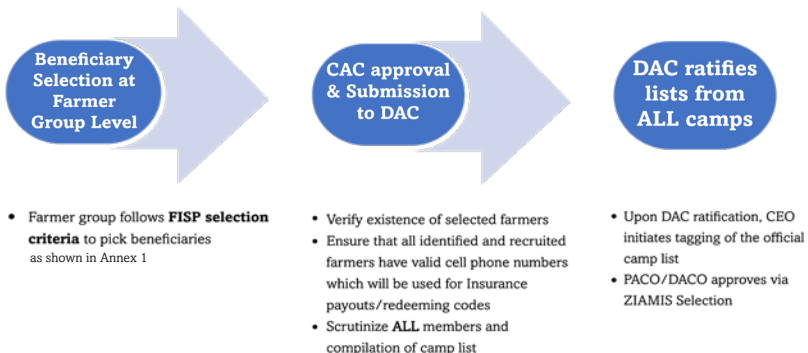 Beneficiary
Selection at
Farmer
Group Level
CAC approval
& Submission
to DAC
DAC ratifies
lists from
ALL camps
• Farmer group follows FISP selection
criteria to pick beneficiaries
as shown in Annex 1
• Verify existence of selected farmers
• Ensure that all identified and recruited
farmers have valid cell phone numbers
which will be used for Insurance
payouts/redeeming codes
• Scrutinize ALL members and
compilation of camp list
• Upon DAC ratification, CEO
initiates tagging of the official
camp list
• PACO/DACO approves via
ZIAMIS Selection